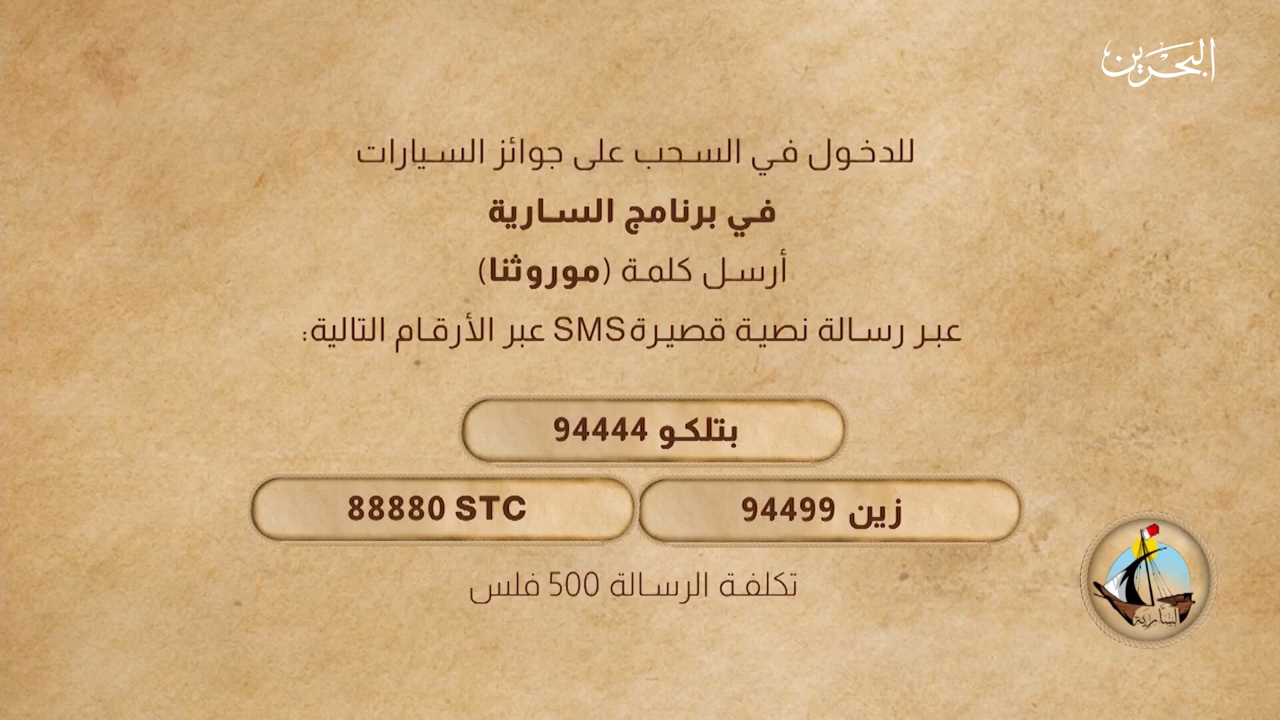 البحرين
للدخول في السحب على جوائز السيارات
في برنامج السارية
أرسل كلمة (موروثنا)
عبر رسالة نصية قصيرة SMS عبر الأرقام التالية:
بتلكو 94444
زين 94499
88880 STC
تكلفة الرسالة 500 فلس
السارية